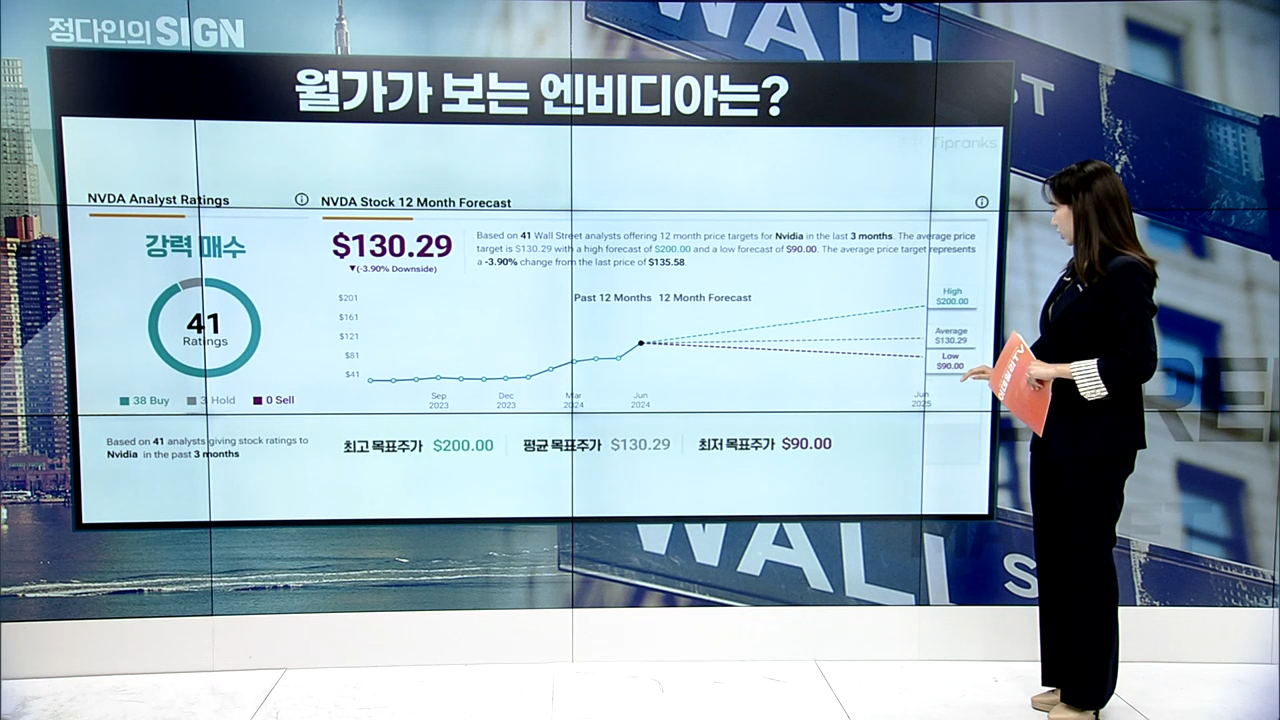 정다인의 SIGN
월가가 보는 엔비디아는?
Tipranks
NVDA Analyst Ratings
강력 매수
41
Ratings
38 Buy 3 Hold 0 Sell
Based on 41 analysts giving stock ratings to
Nvidia in the past 3 months
NVDA Stock 12 Month Forecast
$130.29
▼(-3.90% Downside)
Based on 41 Wall Street analysts offering 12 month price targets for Nvidia in the last 3 months. The average price
target is $130.29 with a high forecast of $200.00 and a low forecast of $90.00. The average price target represents
a -3.90% change from the last price of $135.58.
Past 12 Months 12 Month Forecast
$201
$161
$121
$81
$41
High
$200.00
Average
$130.29
Low
$90.00
Sep
2023
Dec
2023
Mar
2024
Jun
2024
Jun
2025
최고 목표주가 $200.00 평균 목표주가 $130.29 최저 목표주가 $90.00
WALL
ST
WALL
S